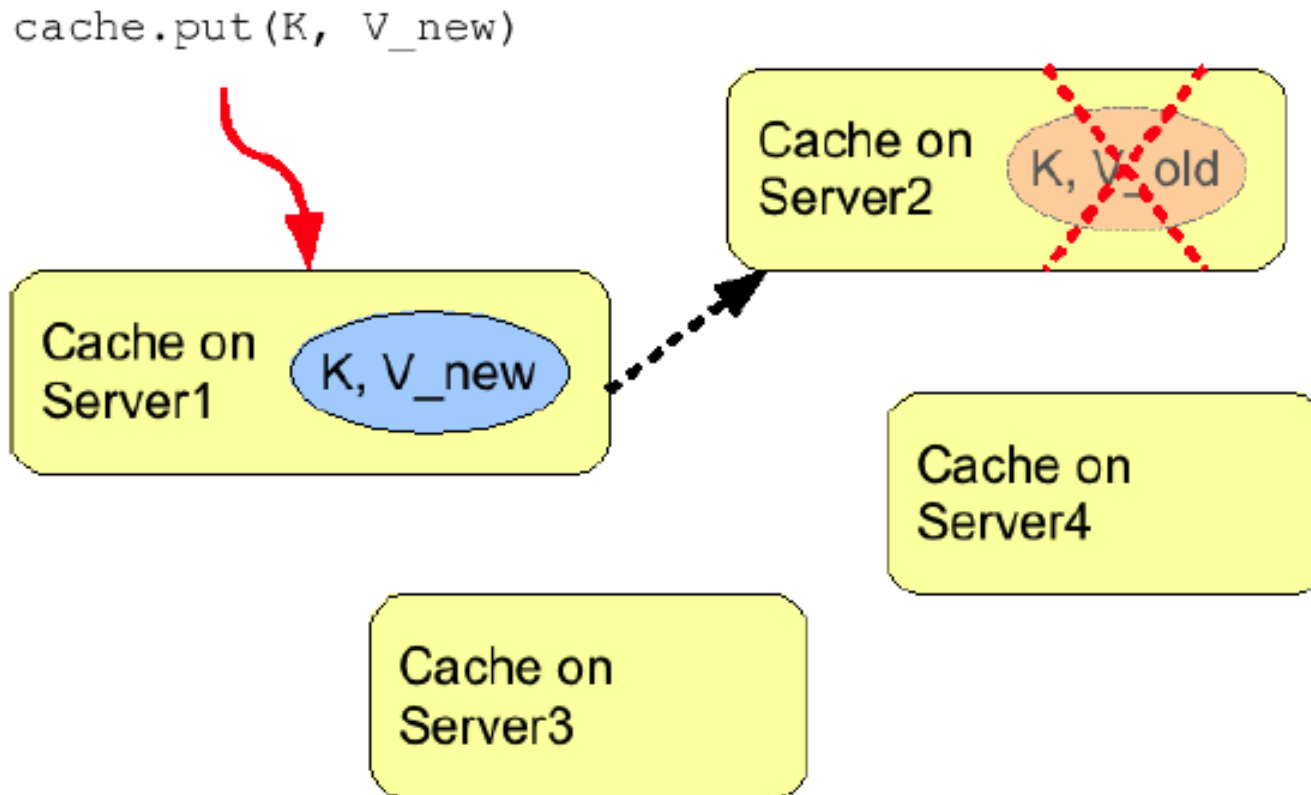 cache.put(K, V_new)
Cache on
Server2
K, V_old
Cache on
Server1
K, V_new
Cache on
Server4
Cache on
Server3